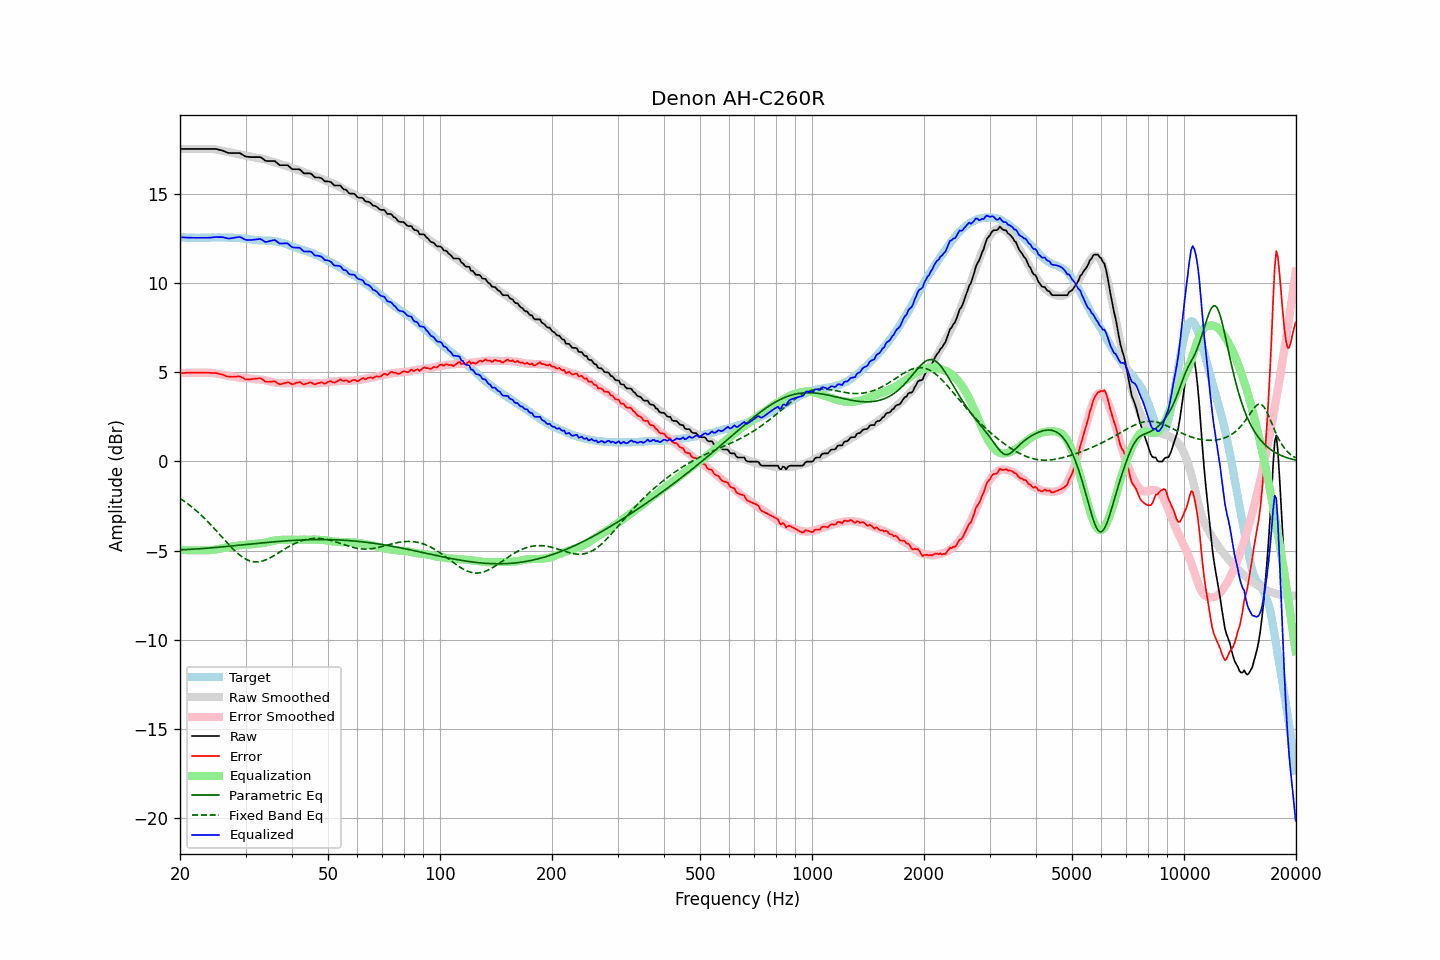 Denon AH-C260R
Amplitude (dBr)
15
10
5
0
−5
−10
−15
−20
Target
Raw Smoothed
Error Smoothed
Raw
Error
Equalization
Parametric Eq
Fixed Band Eq
Equalized
20
50
100
200
500
1000
2000
5000
10000
20000
Frequency (Hz)